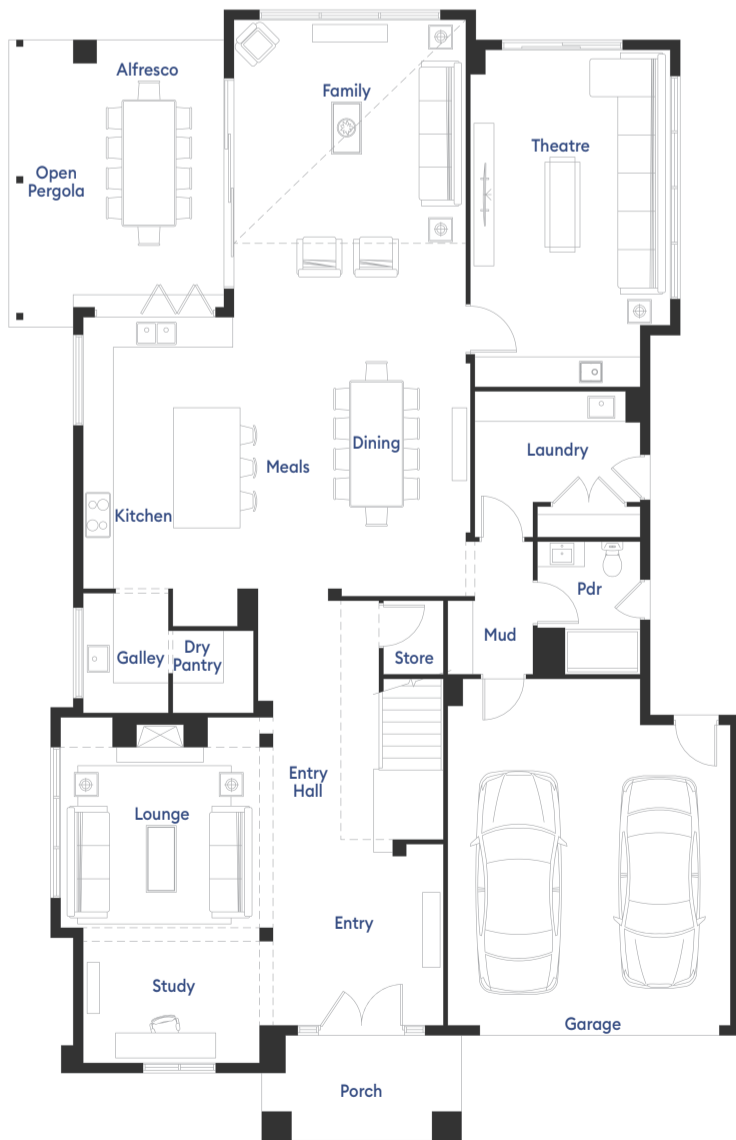 Alfresco
Family
Theatre
Open
Pergola
Dining
Meals
Laundry
Kitchen
Pdr
Mud
Galley
Dry
Pantry
Store
Entry
Hall
Lounge
Entry
Study
Garage
Porch